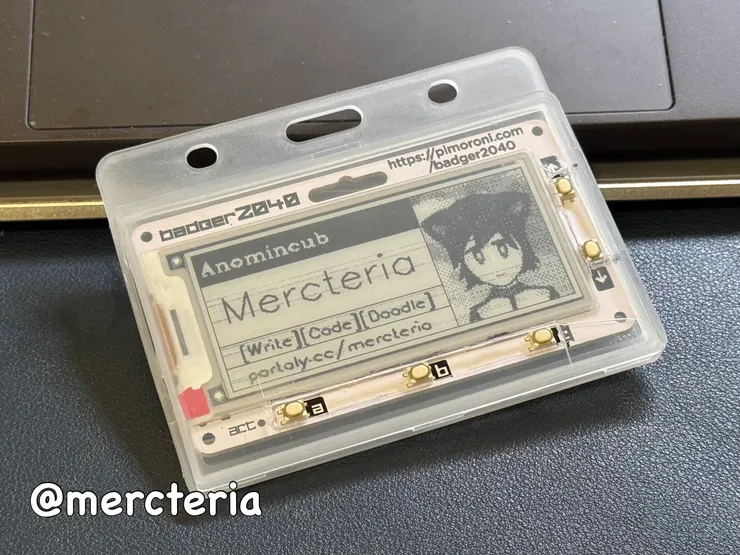 https://pimoroni.com
/badger2040
badger2040
Anomincub
Mercteria
[Write][Code][Doodle]
portaly.cc/mercteria
a
b
act
@mercteria